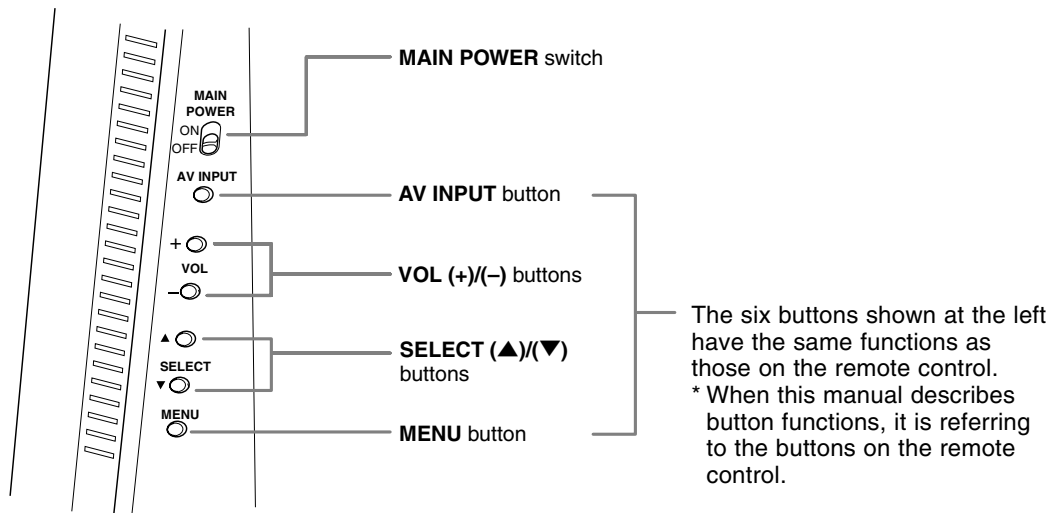 MAIN POWER switch
MAIN
POWER
ON
OFF
AV INPUT
AV INPUT button
+
VOL
–
VOL (+)/(–) buttons
▲
SELECT
▼
SELECT (▲)/(▼)
buttons
MENU
MENU button
The six buttons shown at the left
have the same functions as
those on the remote control.
* When this manual describes
button functions, it is referring
to the buttons on the remote
control.